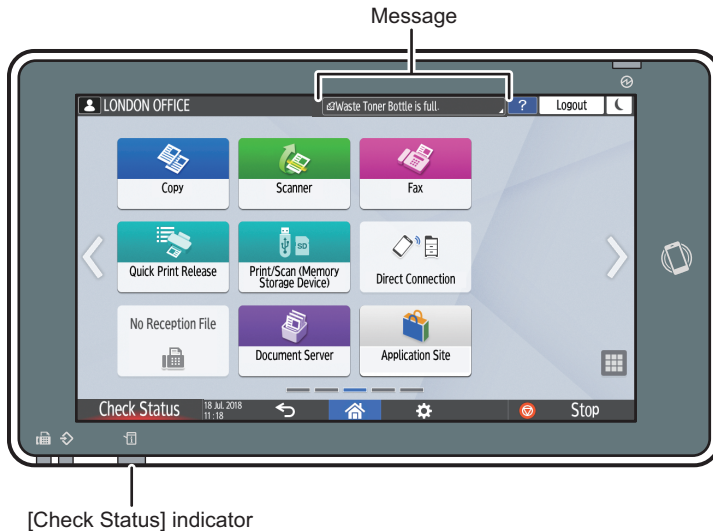 Message
LONDON OFFICE
Waste Toner Bottle is full.
?
Logout
Copy
Scanner
Fax
Quick Print Release
SD
Print/Scan (Memory
Storage Device)
Direct Connection
No Reception File
Document Server
Application Site
Check Status
18 Jul. 2018
11 : 18
Stop
[Check Status] indicator